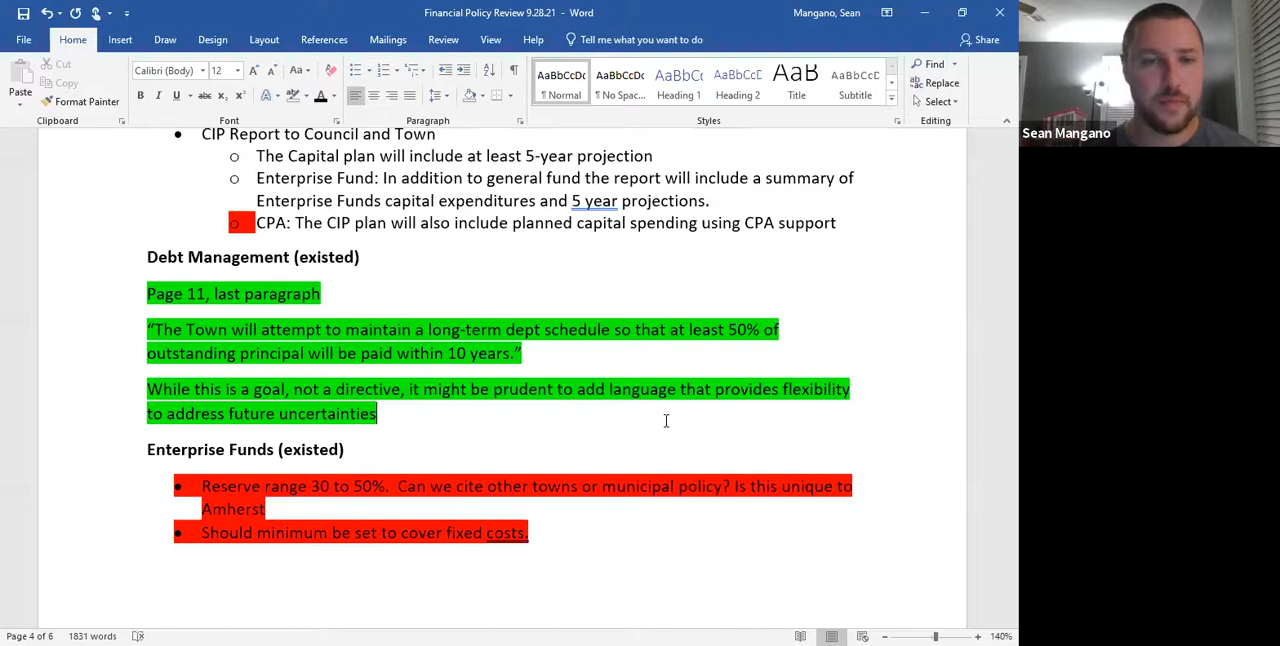 Financial Policy Review 9.28.21 - Word
Mangano, Sean
File Home Insert Draw Design Layout References Mailings Review View Help Tell me what you want to do Share
Paste
Cut
Copy
Format Painter
Clipboard
Calibri (Body) 12
B I U abc x₂ x²
Font
Paragraph
AaBbCcDc AaBbCcDc AaBbCc AaBbCcD AaB AaBbCcD
¶ Normal ¶ No Spac... Heading 1 Heading 2 Title Subtitle
Styles
Find
Replace
Select
Editing
Sean Mangano
• CIP Report to Council and Town
o The Capital plan will include at least 5-year projection
o Enterprise Fund: In addition to general fund the report will include a summary of
Enterprise Funds capital expenditures and 5 year projections.
o CPA: The CIP plan will also include planned capital spending using CPA support
Debt Management (existed)
Page 11, last paragraph
“The Town will attempt to maintain a long-term dept schedule so that at least 50% of
outstanding principal will be paid within 10 years.”
While this is a goal, not a directive, it might be prudent to add language that provides flexibility
to address future uncertainties
Enterprise Funds (existed)
• Reserve range 30 to 50%. Can we cite other towns or municipal policy? Is this unique to
Amherst
• Should minimum be set to cover fixed costs.
Page 4 of 6 1831 words 140%